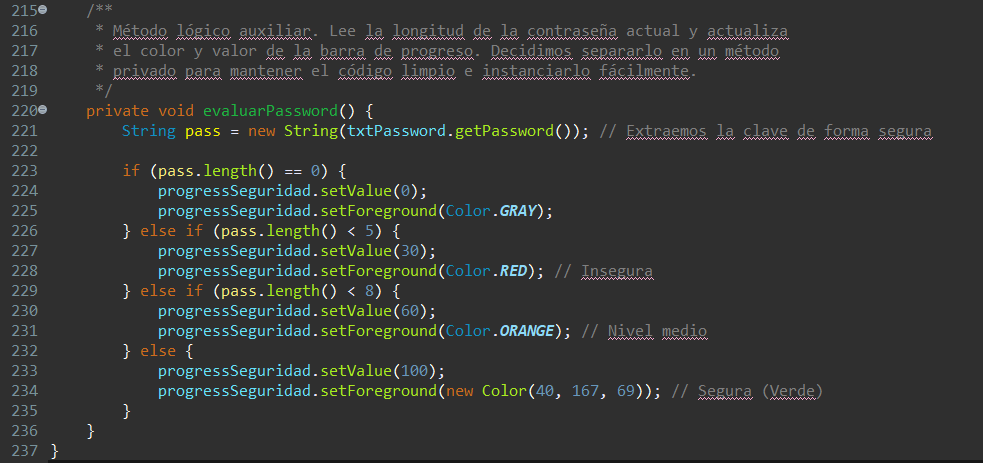 215 /**
216 * Método lógico auxiliar. Lee la longitud de la contraseña actual y actualiza
217 * el color y valor de la barra de progreso. Decidimos separarlo en un método
218 * privado para mantener el código limpio e instanciarlo fácilmente.
219 */
220 private void evaluarPassword() {
221 String pass = new String(txtPassword.getPassword()); // Extraemos la clave de forma segura
222
223 if (pass.length() == 0) {
224 progressSeguridad.setValue(0);
225 progressSeguridad.setForeground(Color.GRAY);
226 } else if (pass.length() < 5) {
227 progressSeguridad.setValue(30);
228 progressSeguridad.setForeground(Color.RED); // Insegura
229 } else if (pass.length() < 8) {
230 progressSeguridad.setValue(60);
231 progressSeguridad.setForeground(Color.ORANGE); // Nivel medio
232 } else {
233 progressSeguridad.setValue(100);
234 progressSeguridad.setForeground(new Color(40, 167, 69)); // Segura (Verde)
235 }
236 }
237 }